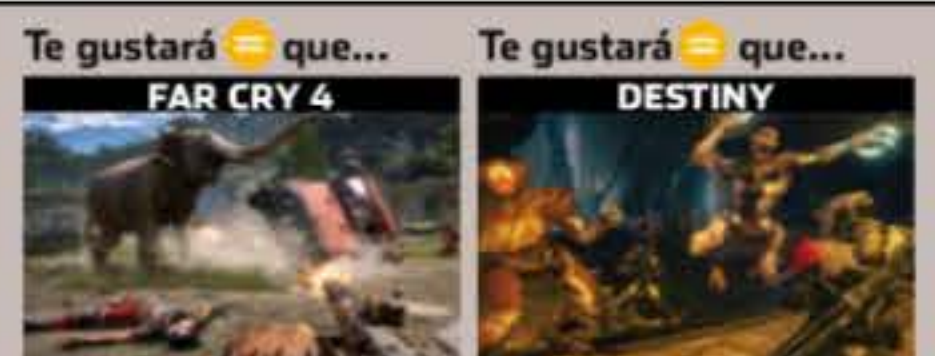 Te gustará = que...
FAR CRY 4
Te gustará = que...
DESTINY